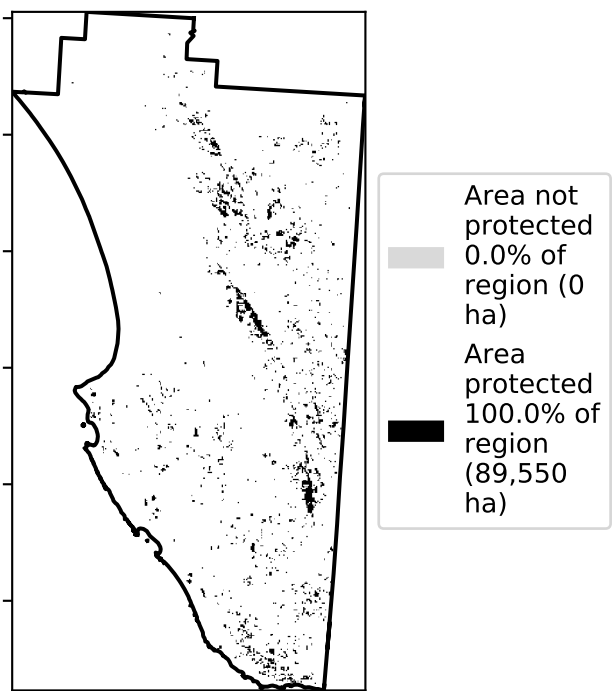 Area not
protected
0.0% of
region (0
ha)
Area
protected
100.0% of
region
(89,550
ha)